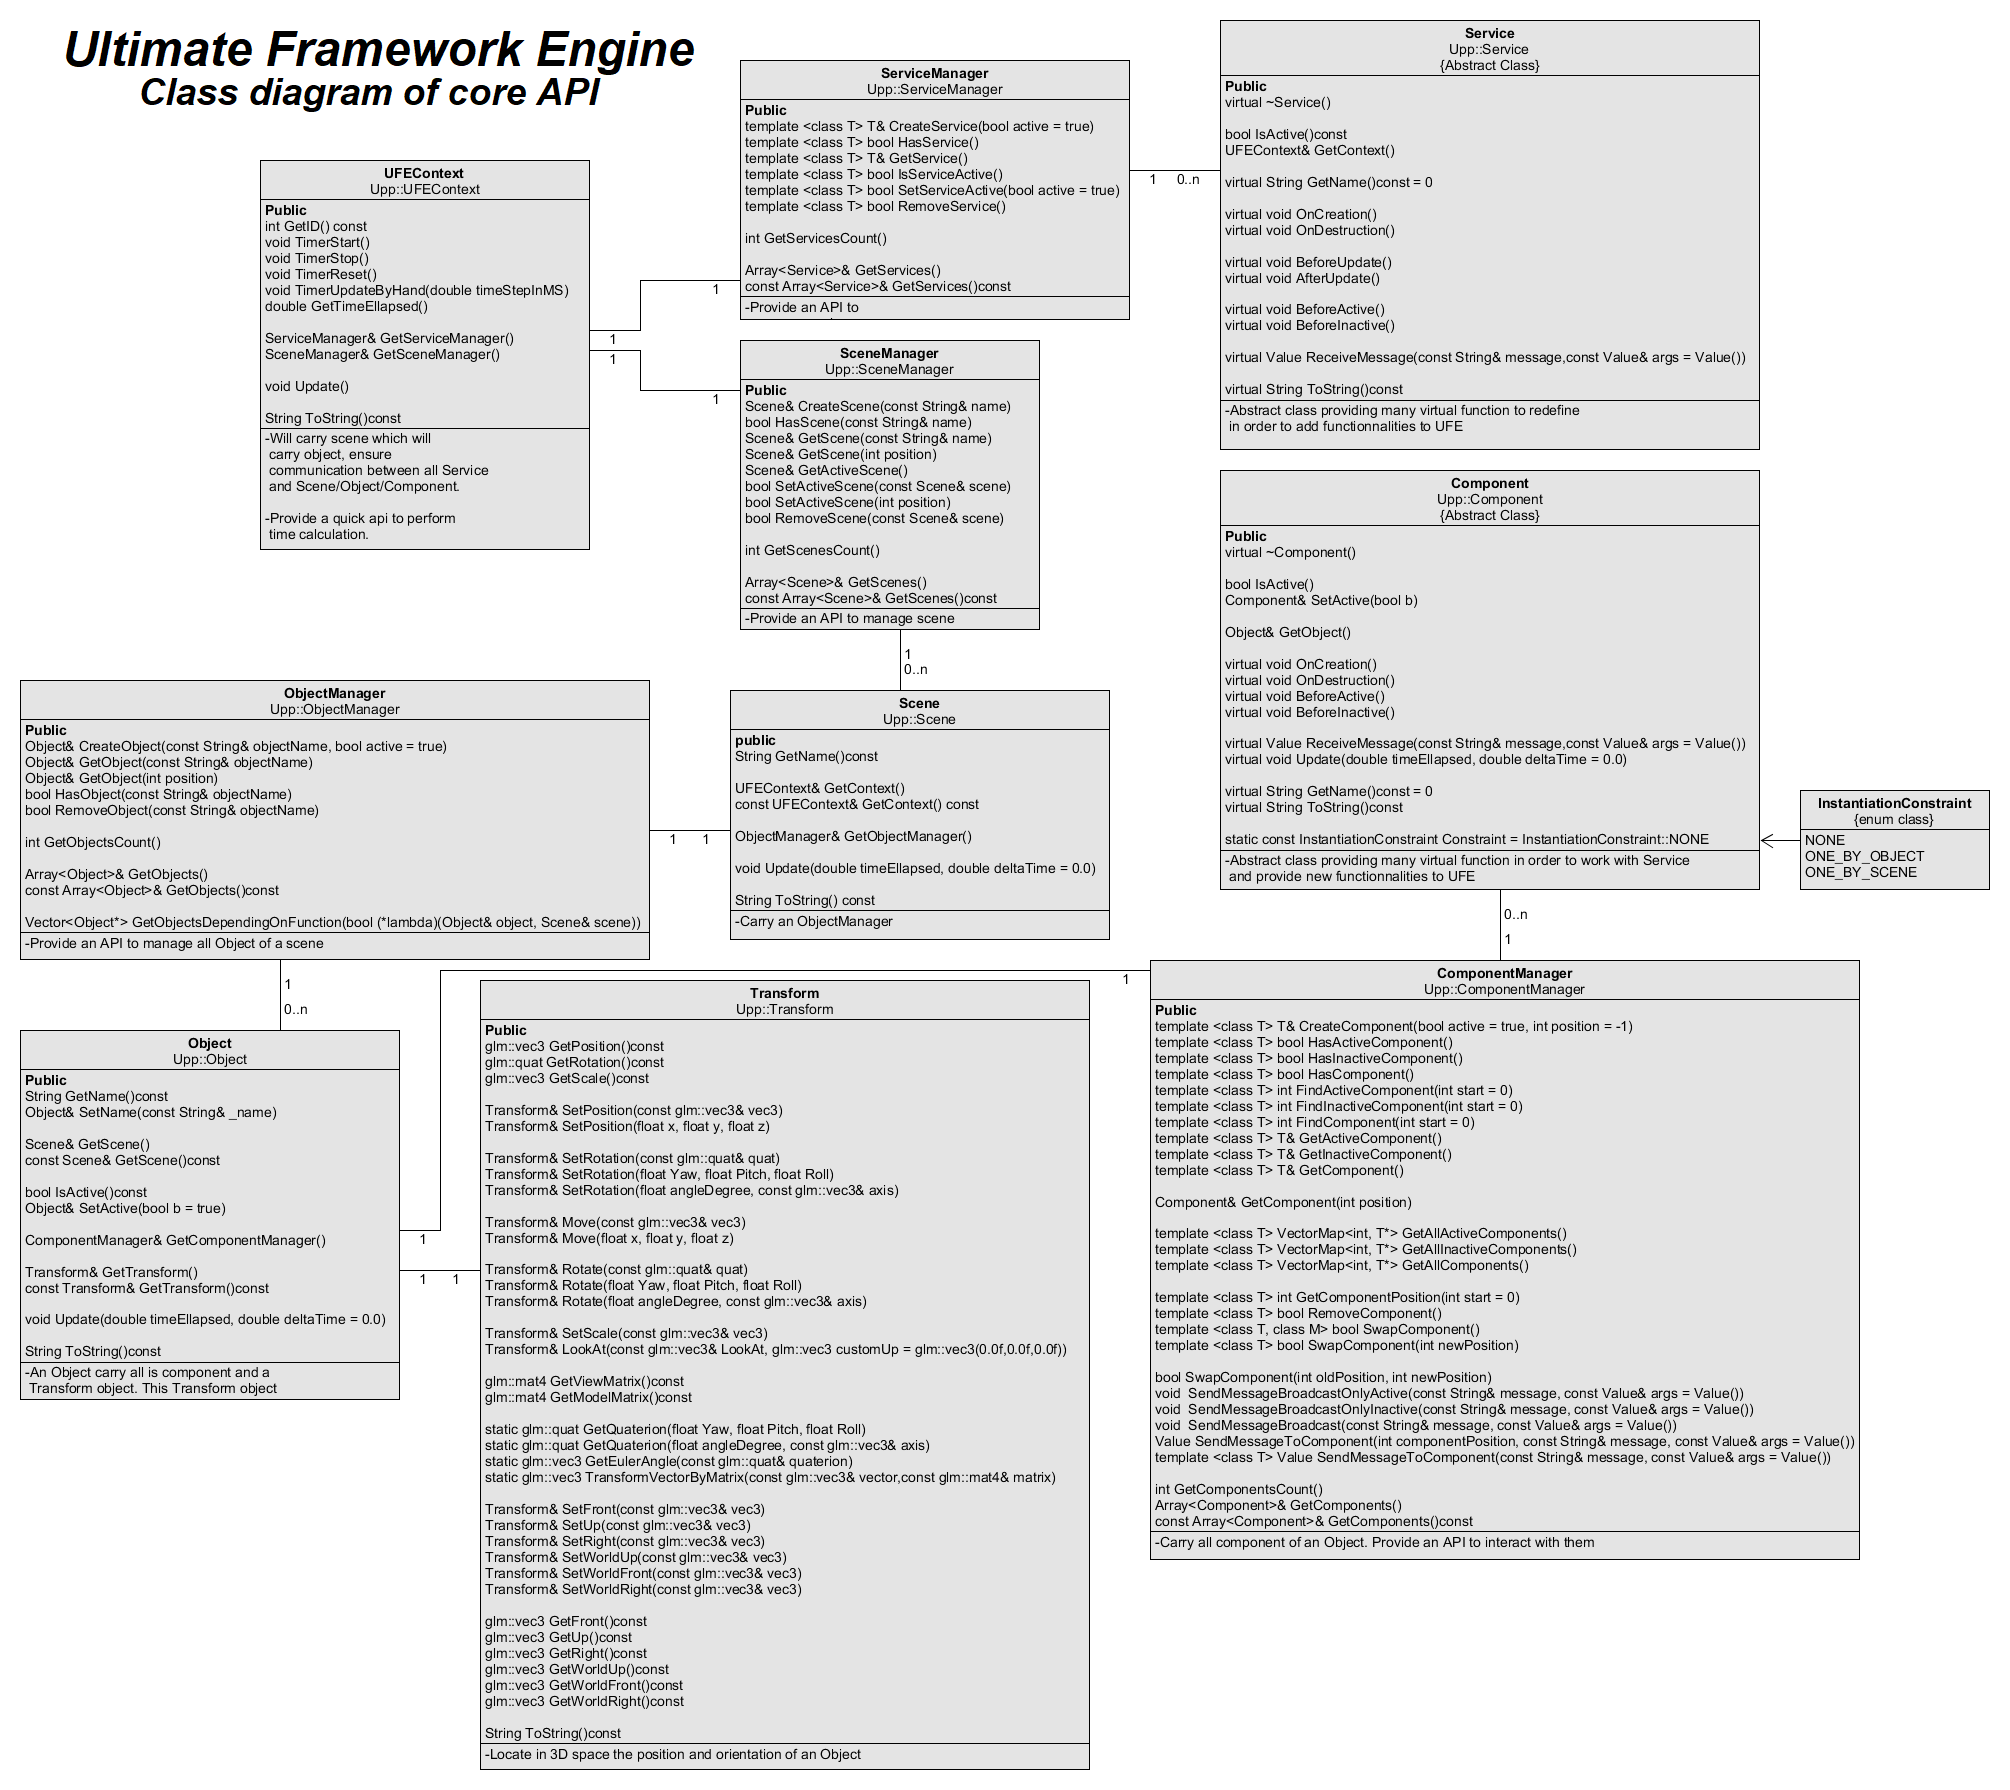 Ultimate Framework Engine
Class diagram of core API
UFEContext
Upp::UFEContext
Public
int GetID() const
void TimerStart()
void TimerStop()
void TimerReset()
void TimerUpdateByHand(double timeStepInMS)
double GetTimeEllapsed()
ServiceManager& GetServiceManager()
SceneManager& GetSceneManager()
void Update()
String ToString()const
-Will carry scene which will
carry object, ensure
communication between all Service
and Scene/Object/Component.
-Provide a quick api to perform
time calculation.
1
1
1
1
ServiceManager
Upp::ServiceManager
Public
template <class T> T& CreateService(bool active = true)
template <class T> bool HasService()
template <class T> T& GetService()
template <class T> bool IsServiceActive()
template <class T> bool SetServiceActive(bool active = true)
template <class T> bool RemoveService()
int GetServicesCount()
Array<Service>& GetServices()
const Array<Service>& GetServices()const
-Provide an API to
1 0..n
Service
Upp::Service
{Abstract Class}
Public
virtual ~Service()
bool IsActive()const
UFEContext& GetContext()
virtual String GetName()const = 0
virtual void OnCreation()
virtual void OnDestruction()
virtual void BeforeUpdate()
virtual void AfterUpdate()
virtual void BeforeActive()
virtual void BeforeInactive()
virtual Value ReceiveMessage(const String& message,const Value& args = Value())
virtual String ToString()const
-Abstract class providing many virtual function to redefine
in order to add functionnalities to UFE
SceneManager
Upp::SceneManager
Public
Scene& CreateScene(const String& name)
bool HasScene(const String& name)
Scene& GetScene(const String& name)
Scene& GetScene(int position)
Scene& GetActiveScene()
bool SetActiveScene(const Scene& scene)
bool SetActiveScene(int position)
bool RemoveScene(const Scene& scene)
int GetScenesCount()
Array<Scene>& GetScenes()
const Array<Scene>& GetScenes()const
-Provide an API to manage scene
1
0..n
Component
Upp::Component
{Abstract Class}
Public
virtual ~Component()
bool IsActive()
Component& SetActive(bool b)
Object& GetObject()
virtual void OnCreation()
virtual void OnDestruction()
virtual void BeforeActive()
virtual void BeforeInactive()
virtual Value ReceiveMessage(const String& message,const Value& args = Value())
virtual void Update(double timeEllapsed, double deltaTime = 0.0)
virtual String GetName()const = 0
virtual String ToString()const
static const InstantiationConstraint Constraint = InstantiationConstraint::NONE
-Abstract class providing many virtual function in order to work with Service
and provide new functionnalities to UFE
InstantiationConstraint
{enum class}
NONE
ONE_BY_OBJECT
ONE_BY_SCENE
0..n
1
ObjectManager
Upp::ObjectManager
Public
Object& CreateObject(const String& objectName, bool active = true)
Object& GetObject(const String& objectName)
Object& GetObject(int position)
bool HasObject(const String& objectName)
bool RemoveObject(const String& objectName)
int GetObjectsCount()
Array<Object>& GetObjects()
const Array<Object>& GetObjects()const
Vector<Object*> GetObjectsDependingOnFunction(bool (*lambda)(Object& object, Scene& scene))
-Provide an API to manage all Object of a scene
1 1
Scene
Upp::Scene
public
String GetName()const
UFEContext& GetContext()
const UFEContext& GetContext() const
ObjectManager& GetObjectManager()
void Update(double timeEllapsed, double deltaTime = 0.0)
String ToString() const
-Carry an ObjectManager
1
0..n
Object
Upp::Object
Public
String GetName()const
Object& SetName(const String& _name)
Scene& GetScene()
const Scene& GetScene()const
bool IsActive()const
Object& SetActive(bool b = true)
ComponentManager& GetComponentManager()
Transform& GetTransform()
const Transform& GetTransform()const
void Update(double timeEllapsed, double deltaTime = 0.0)
String ToString()const
-An Object carry all is component and a
Transform object. This Transform object
1
1 1
1
Transform
Upp::Transform
Public
glm::vec3 GetPosition()const
glm::quat GetRotation()const
glm::vec3 GetScale()const
Transform& SetPosition(const glm::vec3& vec3)
Transform& SetPosition(float x, float y, float z)
Transform& SetRotation(const glm::quat& quat)
Transform& SetRotation(float Yaw, float Pitch, float Roll)
Transform& SetRotation(float angleDegree, const glm::vec3& axis)
Transform& Move(const glm::vec3& vec3)
Transform& Move(float x, float y, float z)
Transform& Rotate(const glm::quat& quat)
Transform& Rotate(float Yaw, float Pitch, float Roll)
Transform& Rotate(float angleDegree, const glm::vec3& axis)
Transform& SetScale(const glm::vec3& vec3)
Transform& LookAt(const glm::vec3& LookAt, glm::vec3 customUp = glm::vec3(0.0f,0.0f,0.0f))
glm::mat4 GetViewMatrix()const
glm::mat4 GetModelMatrix()const
static glm::quat GetQuaterion(float Yaw, float Pitch, float Roll)
static glm::quat GetQuaterion(float angleDegree, const glm::vec3& axis)
static glm::vec3 GetEulerAngle(const glm::quat& quaterion)
static glm::vec3 TransformVectorByMatrix(const glm::vec3& vector,const glm::mat4& matrix)
Transform& SetFront(const glm::vec3& vec3)
Transform& SetUp(const glm::vec3& vec3)
Transform& SetRight(const glm::vec3& vec3)
Transform& SetWorldUp(const glm::vec3& vec3)
Transform& SetWorldFront(const glm::vec3& vec3)
Transform& SetWorldRight(const glm::vec3& vec3)
glm::vec3 GetFront()const
glm::vec3 GetUp()const
glm::vec3 GetRight()const
glm::vec3 GetWorldUp()const
glm::vec3 GetWorldFront()const
glm::vec3 GetWorldRight()const
String ToString()const
-Locate in 3D space the position and orientation of an Object
ComponentManager
Upp::ComponentManager
Public
template <class T> T& CreateComponent(bool active = true, int position = -1)
template <class T> bool HasActiveComponent()
template <class T> bool HasInactiveComponent()
template <class T> bool HasComponent()
template <class T> int FindActiveComponent(int start = 0)
template <class T> int FindInactiveComponent(int start = 0)
template <class T> int FindComponent(int start = 0)
template <class T> T& GetActiveComponent()
template <class T> T& GetInactiveComponent()
template <class T> T& GetComponent()
Component& GetComponent(int position)
template <class T> VectorMap<int, T*> GetAllActiveComponents()
template <class T> VectorMap<int, T*> GetAllInactiveComponents()
template <class T> VectorMap<int, T*> GetAllComponents()
template <class T> int GetComponentPosition(int start = 0)
template <class T> bool RemoveComponent()
template <class T, class M> bool SwapComponent()
template <class T> bool SwapComponent(int newPosition)
bool SwapComponent(int oldPosition, int newPosition)
void  SendMessageBroadcastOnlyActive(const String& message, const Value& args = Value())
void  SendMessageBroadcastOnlyInactive(const String& message, const Value& args = Value())
void  SendMessageBroadcast(const String& message, const Value& args = Value())
Value SendMessageToComponent(int componentPosition, const String& message, const Value& args = Value())
template <class T> Value SendMessageToComponent(const String& message, const Value& args = Value())
int GetComponentsCount()
Array<Component>& GetComponents()
const Array<Component>& GetComponents()const
-Carry all component of an Object. Provide an API to interact with them